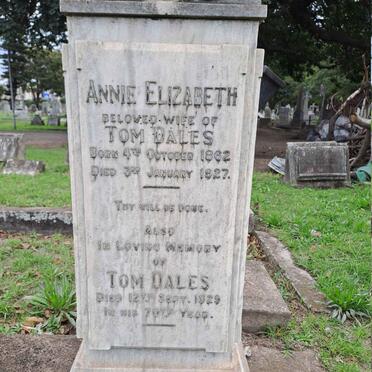 ANNIE ELIZABETH
BELOVED WIFE OF
TOM DALES
BORN 4TH OCTOBER 1862
DIED 3RD JANUARY 1927.
THY WILL BE DONE.
ALSO
IN LOVING MEMORY
OF
TOM DALES
DIED 12TH SEPT. 1929
IN HIS 70TH YEAR.